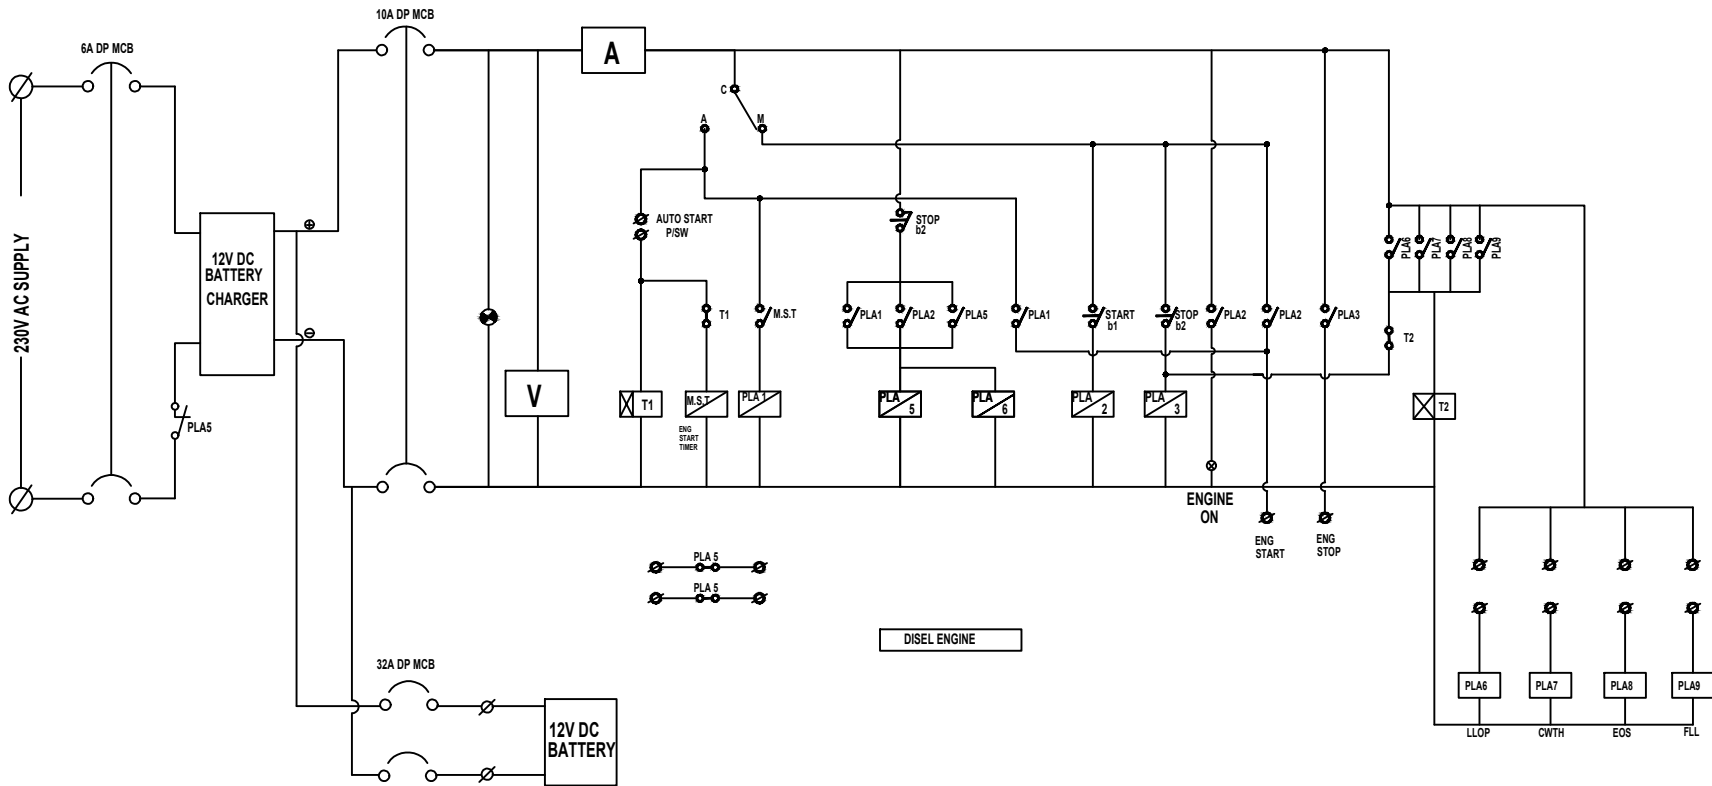 10A DP MCB
6A DP MCB
A
C
A
M
AUTO START
P/SW
STOP
b2
PLA6
PLA7
PLA8
PLA9
230V AC SUPPLY
12V DC
BATTERY
CHARGER
T1
M.S.T
PLA1
PLA2
PLA5
PLA1
START
b1
STOP
b2
PLA2
PLA2
PLA3
T2
V
T1
M.S.T
PLA 1
PLA
5
PLA
6
PLA
2
PLA
3
T2
PLA5
ENG
START
TIMER
ENGINE
ON
ENG
START
ENG
STOP
PLA 5
PLA 5
DISEL ENGINE
32A DP MCB
12V DC
BATTERY
PLA6
PLA7
PLA8
PLA9
LLOP
CWTH
EOS
FLL